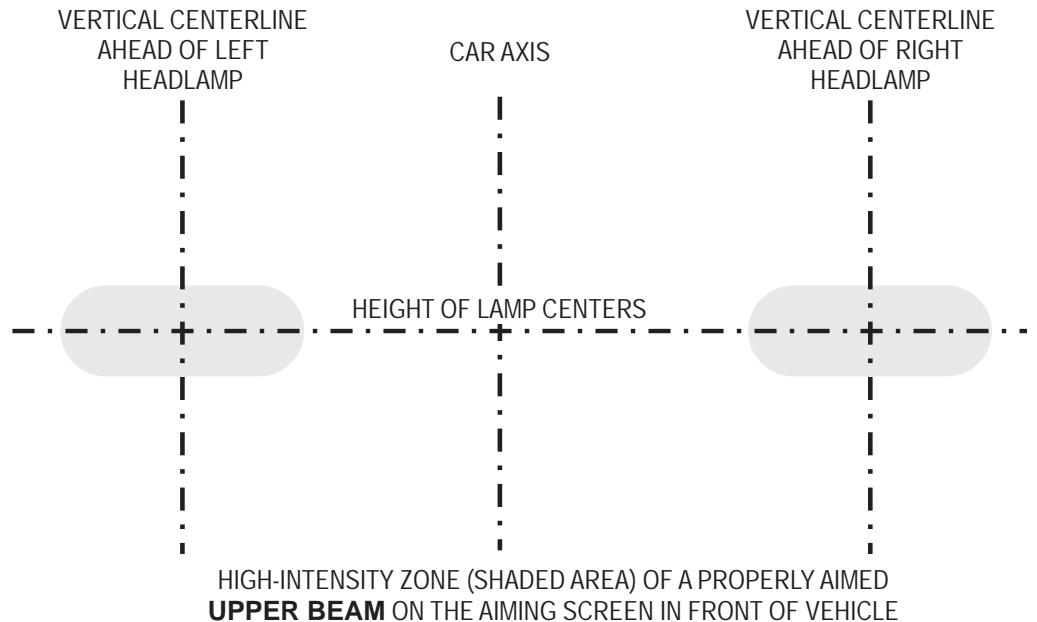 VERTICAL CENTERLINE
AHEAD OF LEFT
HEADLAMP
CAR AXIS
VERTICAL CENTERLINE
AHEAD OF RIGHT
HEADLAMP
HEIGHT OF LAMP CENTERS
HIGH-INTENSITY ZONE (SHADED AREA) OF A PROPERLY AIMED
UPPER BEAM ON THE AIMING SCREEN IN FRONT OF VEHICLE